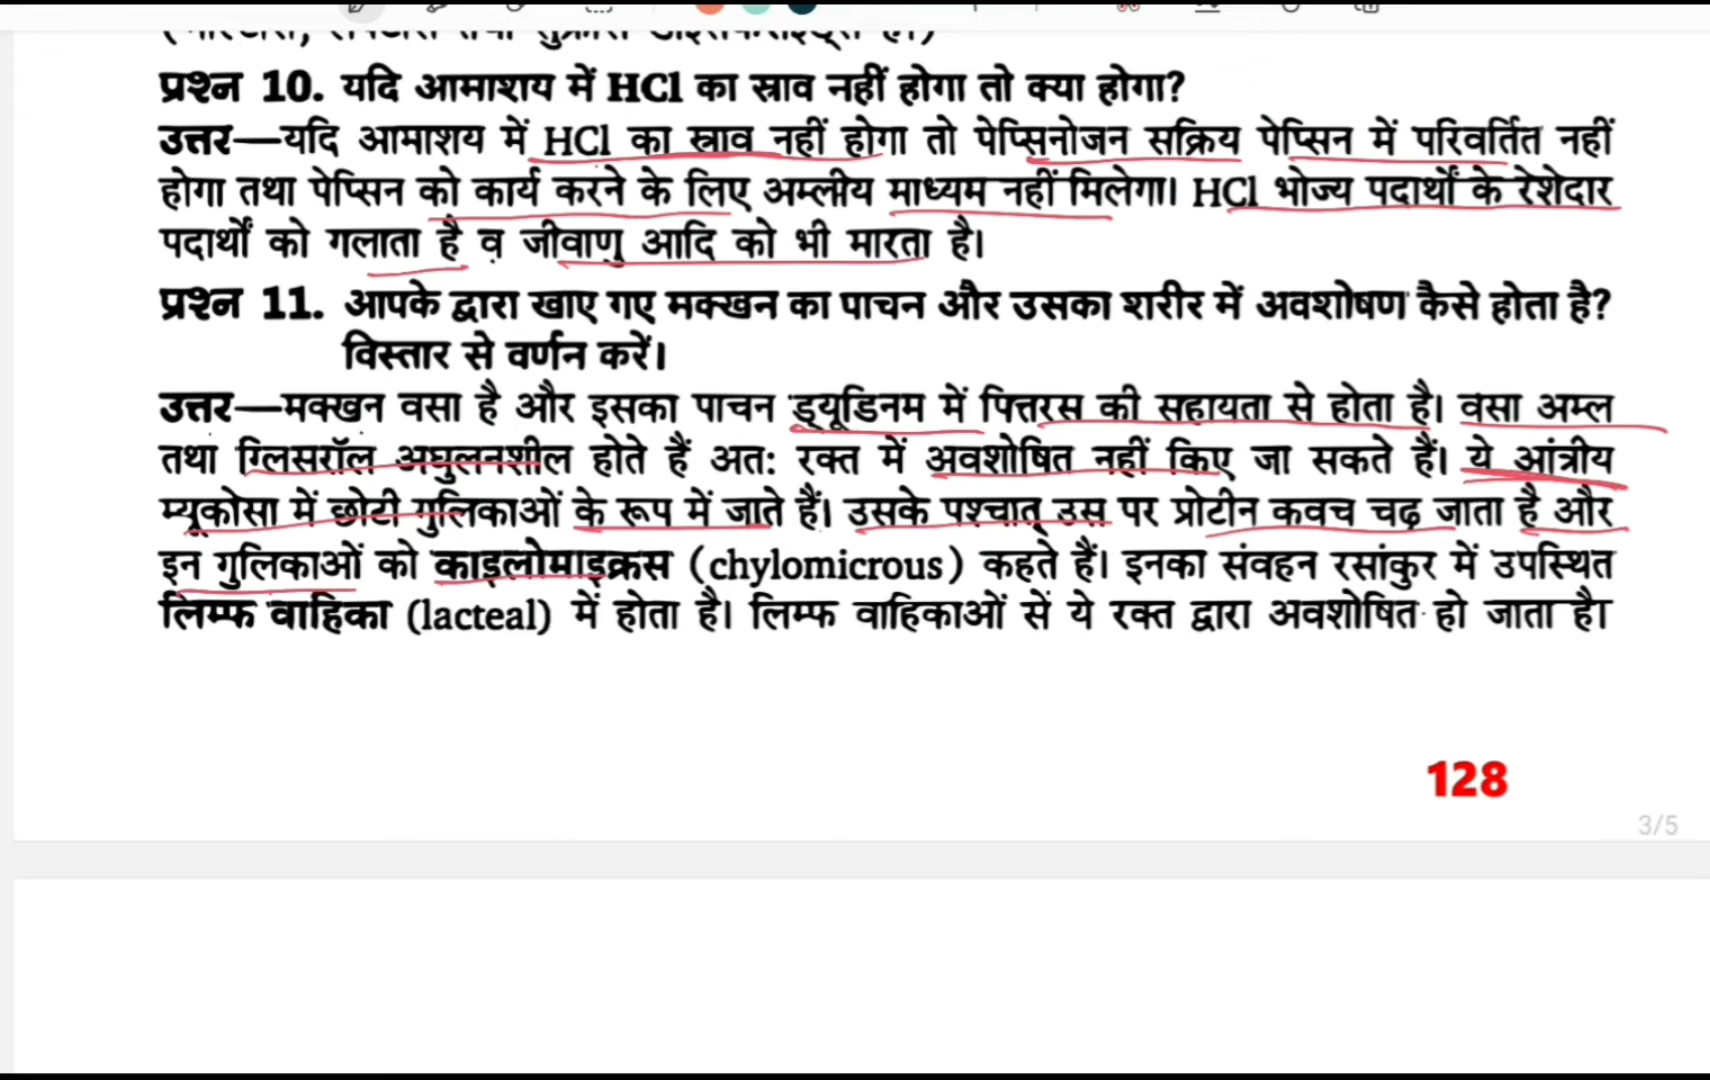 प्रश्न 10. यदि आमाशय में HCl का स्राव नहीं होगा तो क्या होगा?
उत्तर—यदि आमाशय में HCl का स्राव नहीं होगा तो पेप्सिनोजन सक्रिय पेप्सिन में परिवर्तित नहीं
होगा तथा पेप्सिन को कार्य करने के लिए अम्लीय माध्यम नहीं मिलेगा। HCl भोज्य पदार्थों के रेशेदार
पदार्थों को गलाता है व जीवाणु आदि को भी मारता है।
प्रश्न 11. आपके द्वारा खाए गए मक्खन का पाचन और उसका शरीर में अवशोषण कैसे होता है?
विस्तार से वर्णन करें।
उत्तर—मक्खन वसा है और इसका पाचन ड्यूडिनम में पित्तरस की सहायता से होता है। वसा अम्ल
तथा ग्लिसरॉल अघुलनशील होते हैं अत: रक्त में अवशोषित नहीं किए जा सकते हैं। ये आंत्रीय
म्यूकोसा में छोटी गुलिकाओं के रूप में जाते हैं। उसके पश्चात् उस पर प्रोटीन कवच चढ़ जाता है और
इन गुलिकाओं को काइलोमाइक्रस (chylomicrous) कहते हैं। इनका संवहन रसांकुर में उपस्थित
लिम्फ वाहिका (lacteal) में होता है। लिम्फ वाहिकाओं से ये रक्त द्वारा अवशोषित हो जाता है।
128
3/5